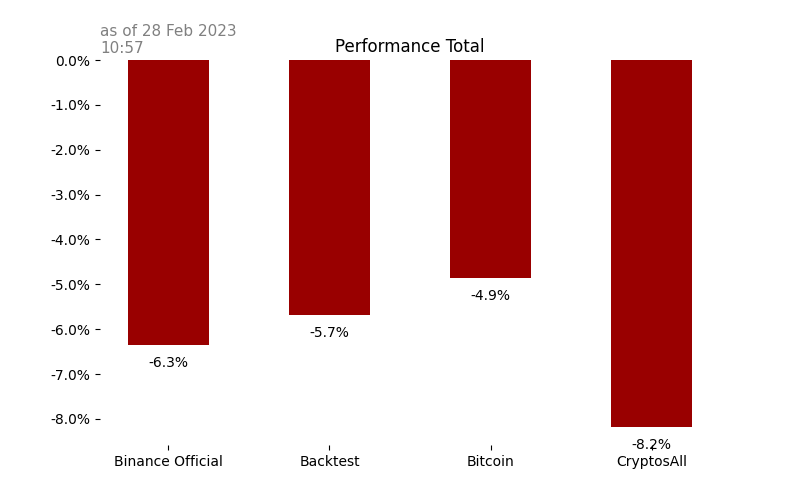 as of 28 Feb 2023
10:57
Performance Total
0.0%
-1.0%
-2.0%
-3.0%
-4.0%
-5.0%
-6.0%
-7.0%
-8.0%
-6.3%
-5.7%
-4.9%
-8.2%
Binance Official
Backtest
Bitcoin
CryptosAll